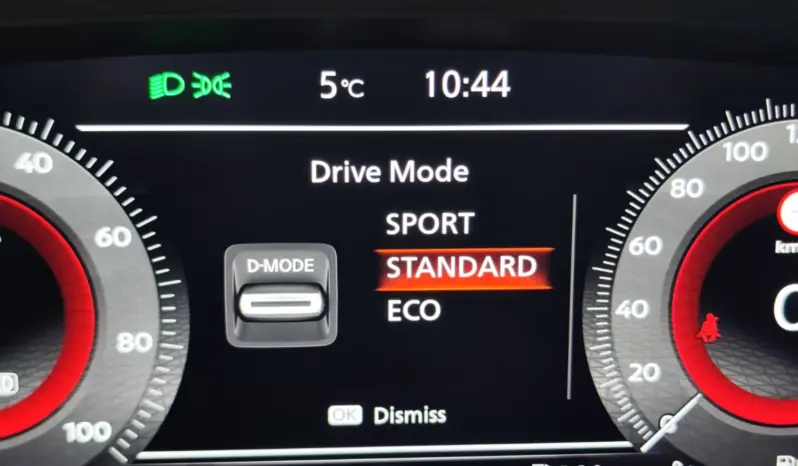 5°C 10:44
Drive Mode
SPORT
D-MODE
STANDARD
ECO
OK Dismiss
40
60
80
100
100
80
60
40
20
0
km